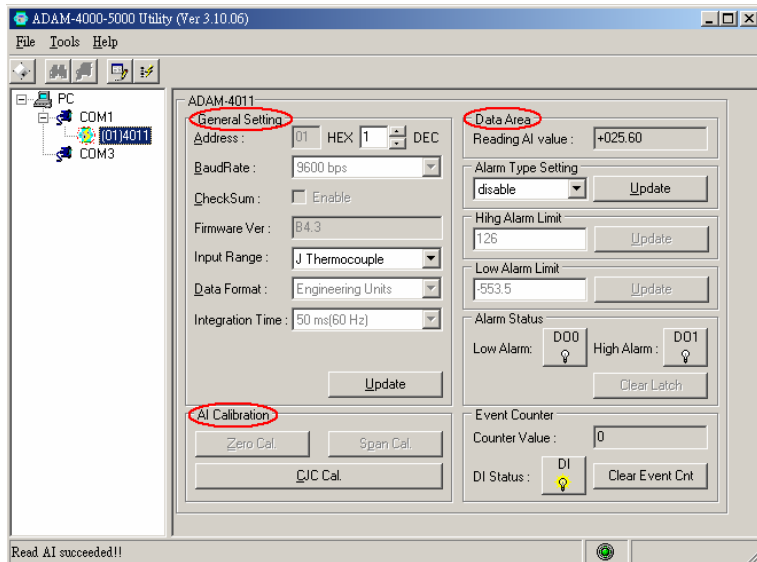 ADAM-4000-5000 Utility (Ver 3.10.06)
File Tools Help
PC
COM1
(01)4011
COM3
ADAM-4011
General Setting
Address : 01 HEX 1 DEC
BaudRate : 9600 bps
CheckSum : Enable
Firmware Ver : B4.3
Input Range : J Thermocouple
Data Format : Engineering Units
Integration Time : 50 ms(60 Hz)
Update
AI Calibration
Zero Cal. Span Cal.
CJC Cal.
Data Area
Reading AI value : +025.60
Alarm Type Setting
disable Update
Hihg Alarm Limit
126 Update
Low Alarm Limit
-553.5 Update
Alarm Status
Low Alarm: DO0 High Alarm : DO1
Clear Latch
Event Counter
Counter Value : 0
DI Status : DI Clear Event Cnt
Read AI succeeded!!